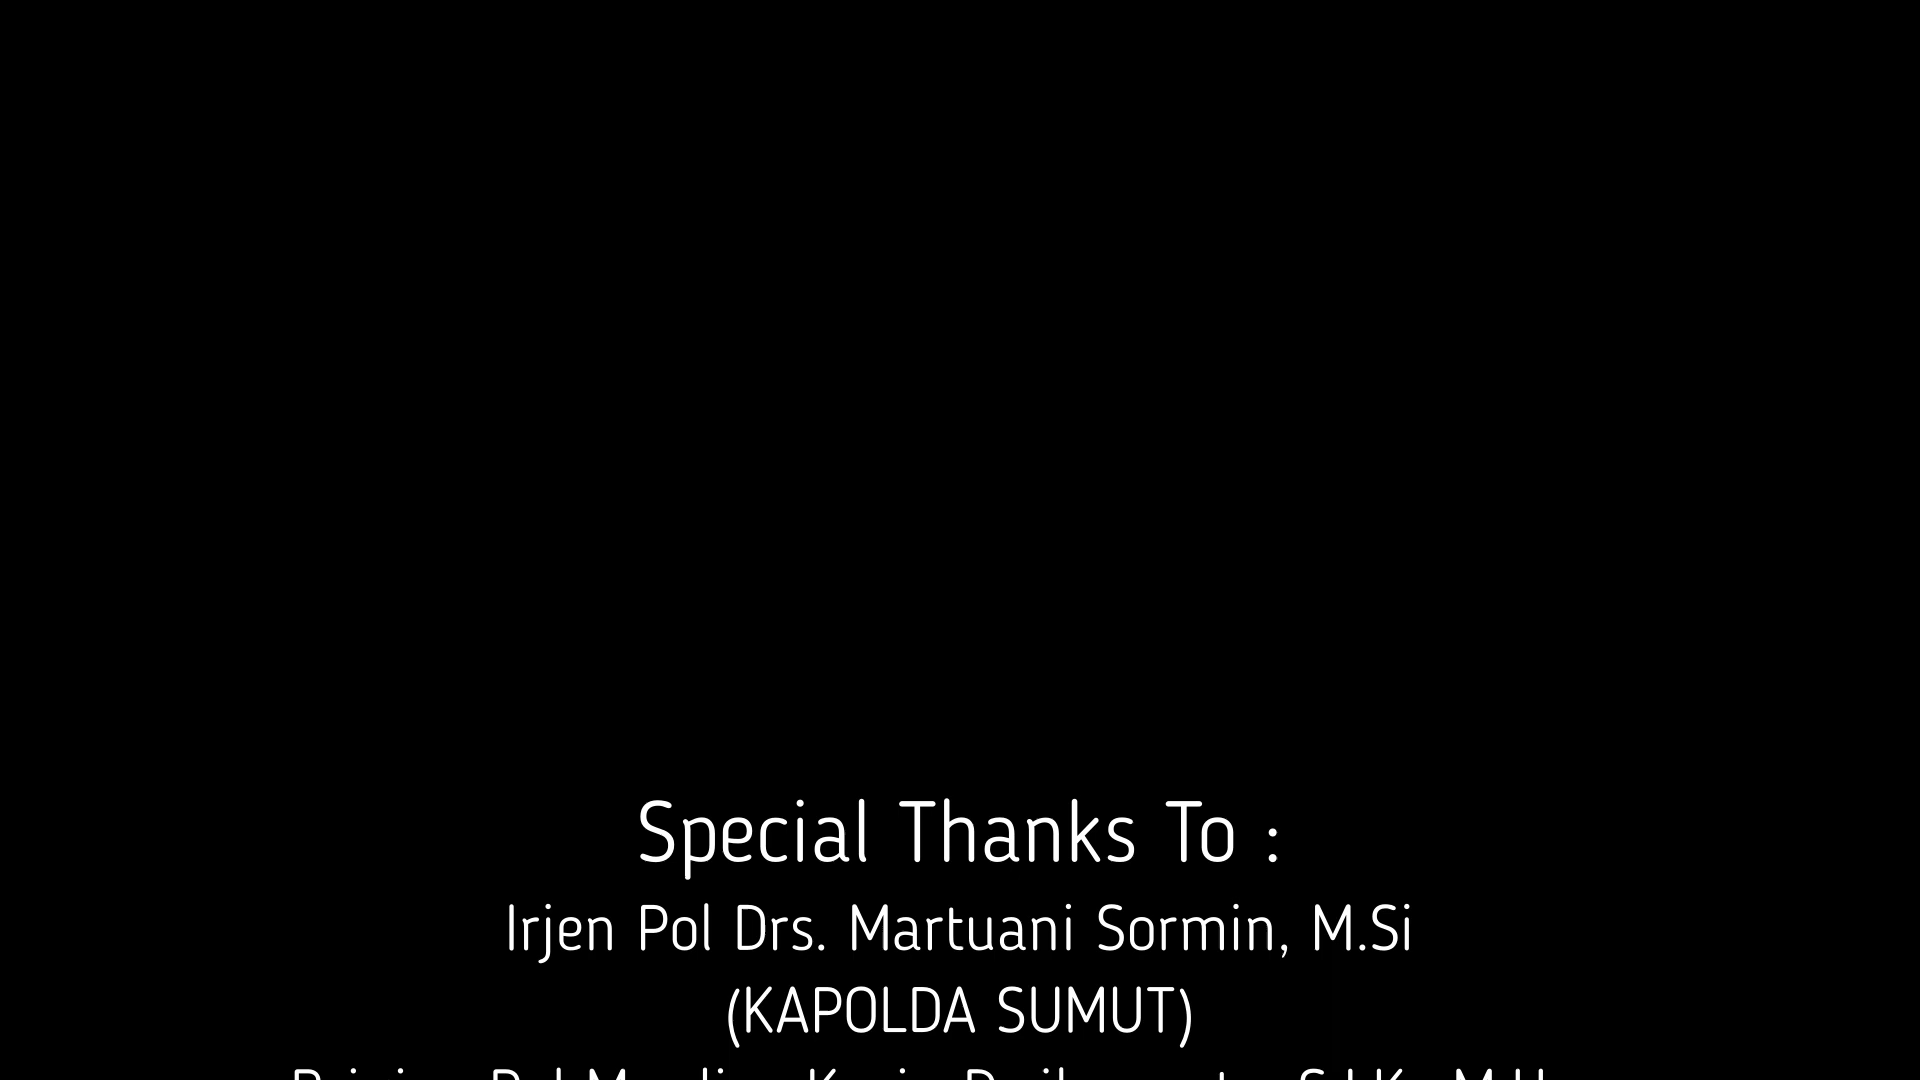 Special Thanks To :
Irjen Pol Drs. Martuani Sormin, M.Si
(KAPOLDA SUMUT)